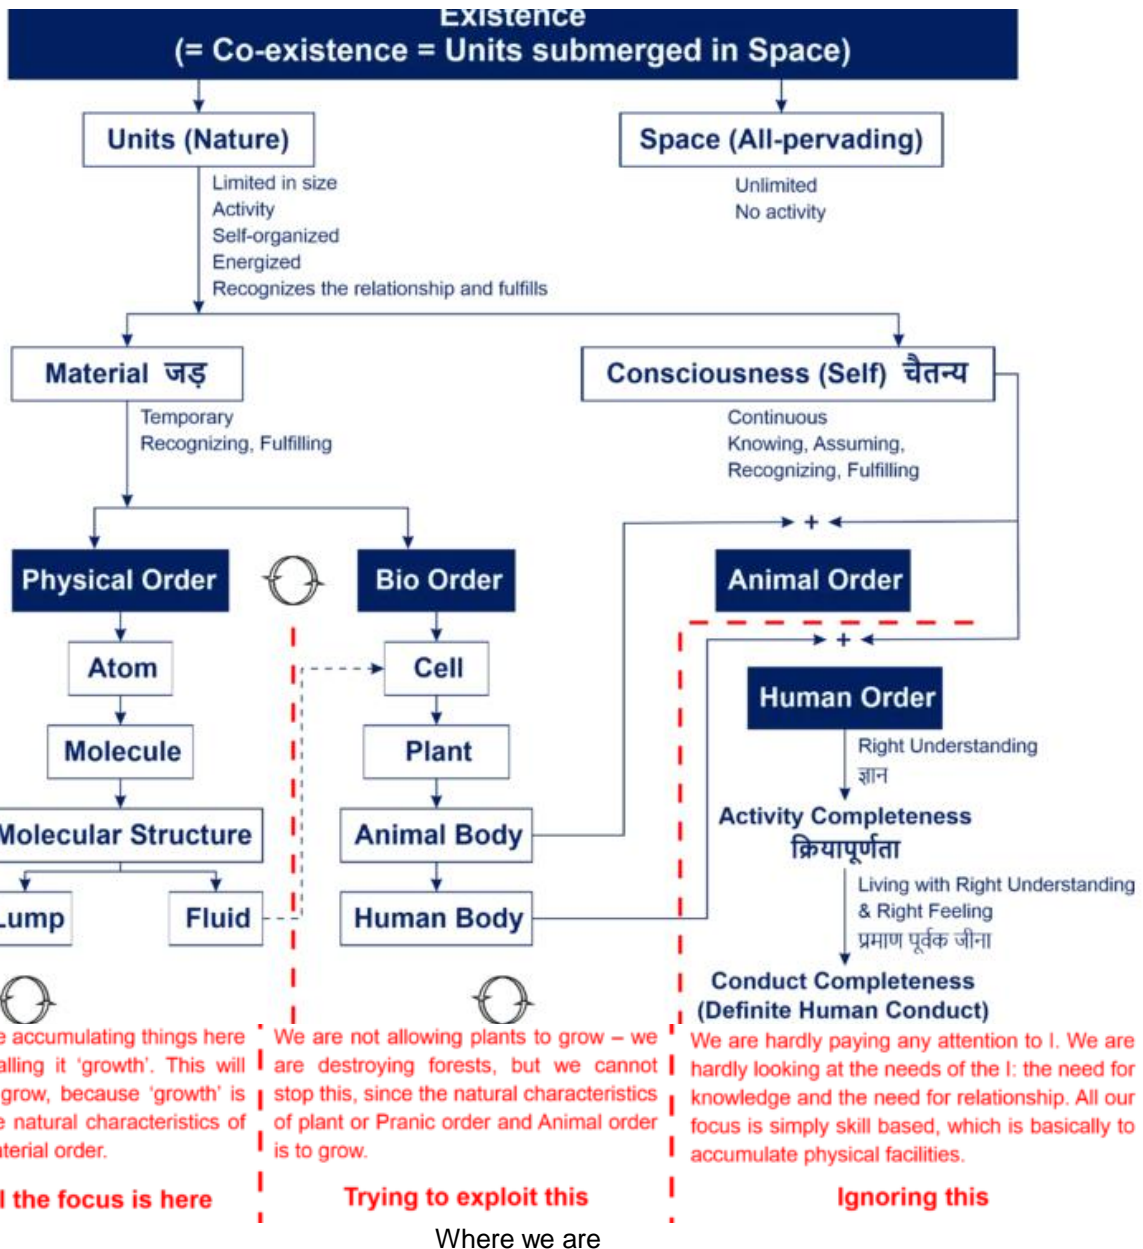 Existence
(= Co-existence = Units submerged in Space)
Units (Nature)
Space (All-pervading)
Limited in size
Activity
Self-organized
Energized
Recognizes the relationship and fulfills
Unlimited
No activity
Material जड़
Consciousness (Self) चैतन्य
Temporary
Recognizing, Fulfilling
Continuous
Knowing, Assuming,
Recognizing, Fulfilling
+
Physical Order
Bio Order
Animal Order
+
Atom
Cell
Human Order
Molecule
Plant
Right Understanding
ज्ञान
Molecular Structure
Animal Body
Activity Completeness
क्रियापूर्णता
Lump
Fluid
Human Body
Living with Right Understanding
& Right Feeling
प्रमाण पूर्वक जीना
Conduct Completeness
(Definite Human Conduct)
e accumulating things here
alling it ‘growth’. This will
grow, because ‘growth’ is
e natural characteristics of
aterial order.
l the focus is here
We are not allowing plants to grow – we
are destroying forests, but we cannot
stop this, since the natural characteristics
of plant or Pranic order and Animal order
is to grow.
Trying to exploit this
We are hardly paying any attention to I. We are
hardly looking at the needs of the I: the need for
knowledge and the need for relationship. All our
focus is simply skill based, which is basically to
accumulate physical facilities.
Ignoring this
Where we are